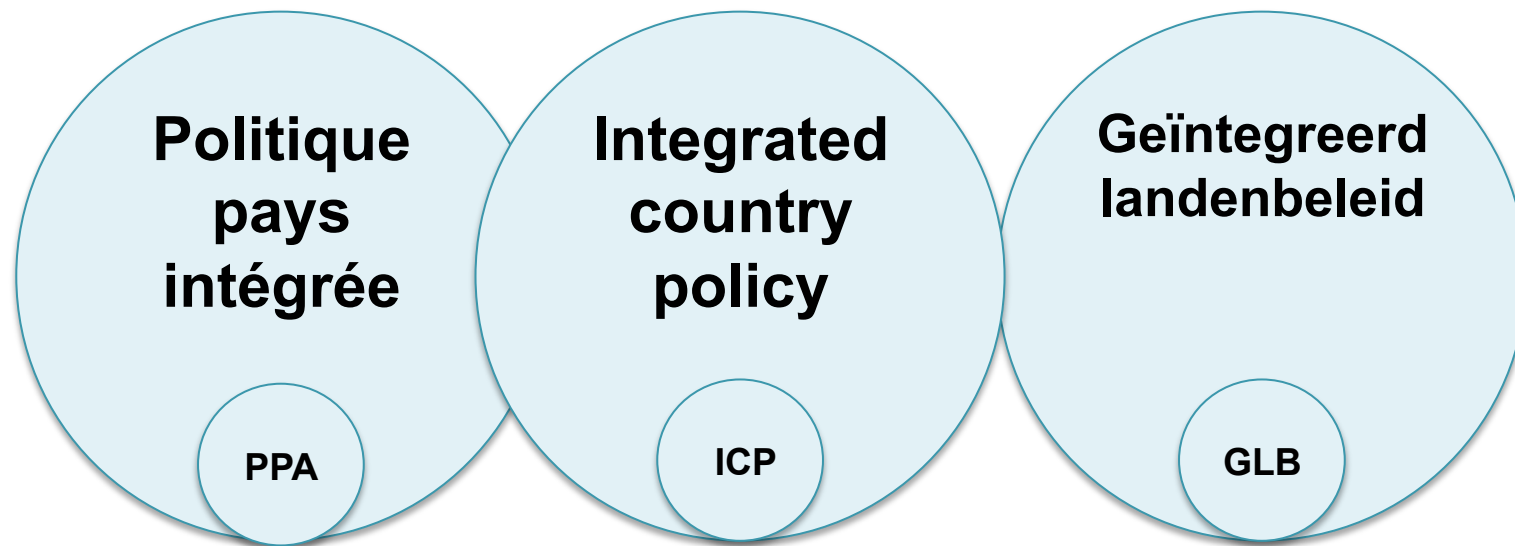 Politique
pays
intégrée
PPA
Integrated
country
policy
ICP
Geïntegreerd
landenbeleid
GLB